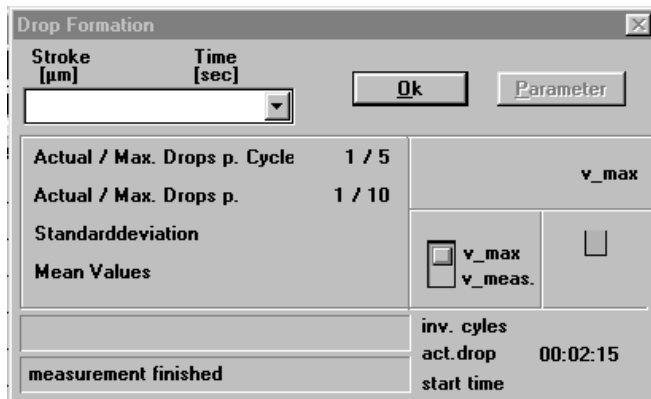 Drop Formation
Stroke Time
[µm] [sec]
Ok
Parameter
Actual / Max. Drops p. Cycle 1 / 5
Actual / Max. Drops p. 1 / 10
Standarddeviation
Mean Values
v_max
v_max
v_meas.
inv. cyles
act.drop 00:02:15
start time
measurement finished